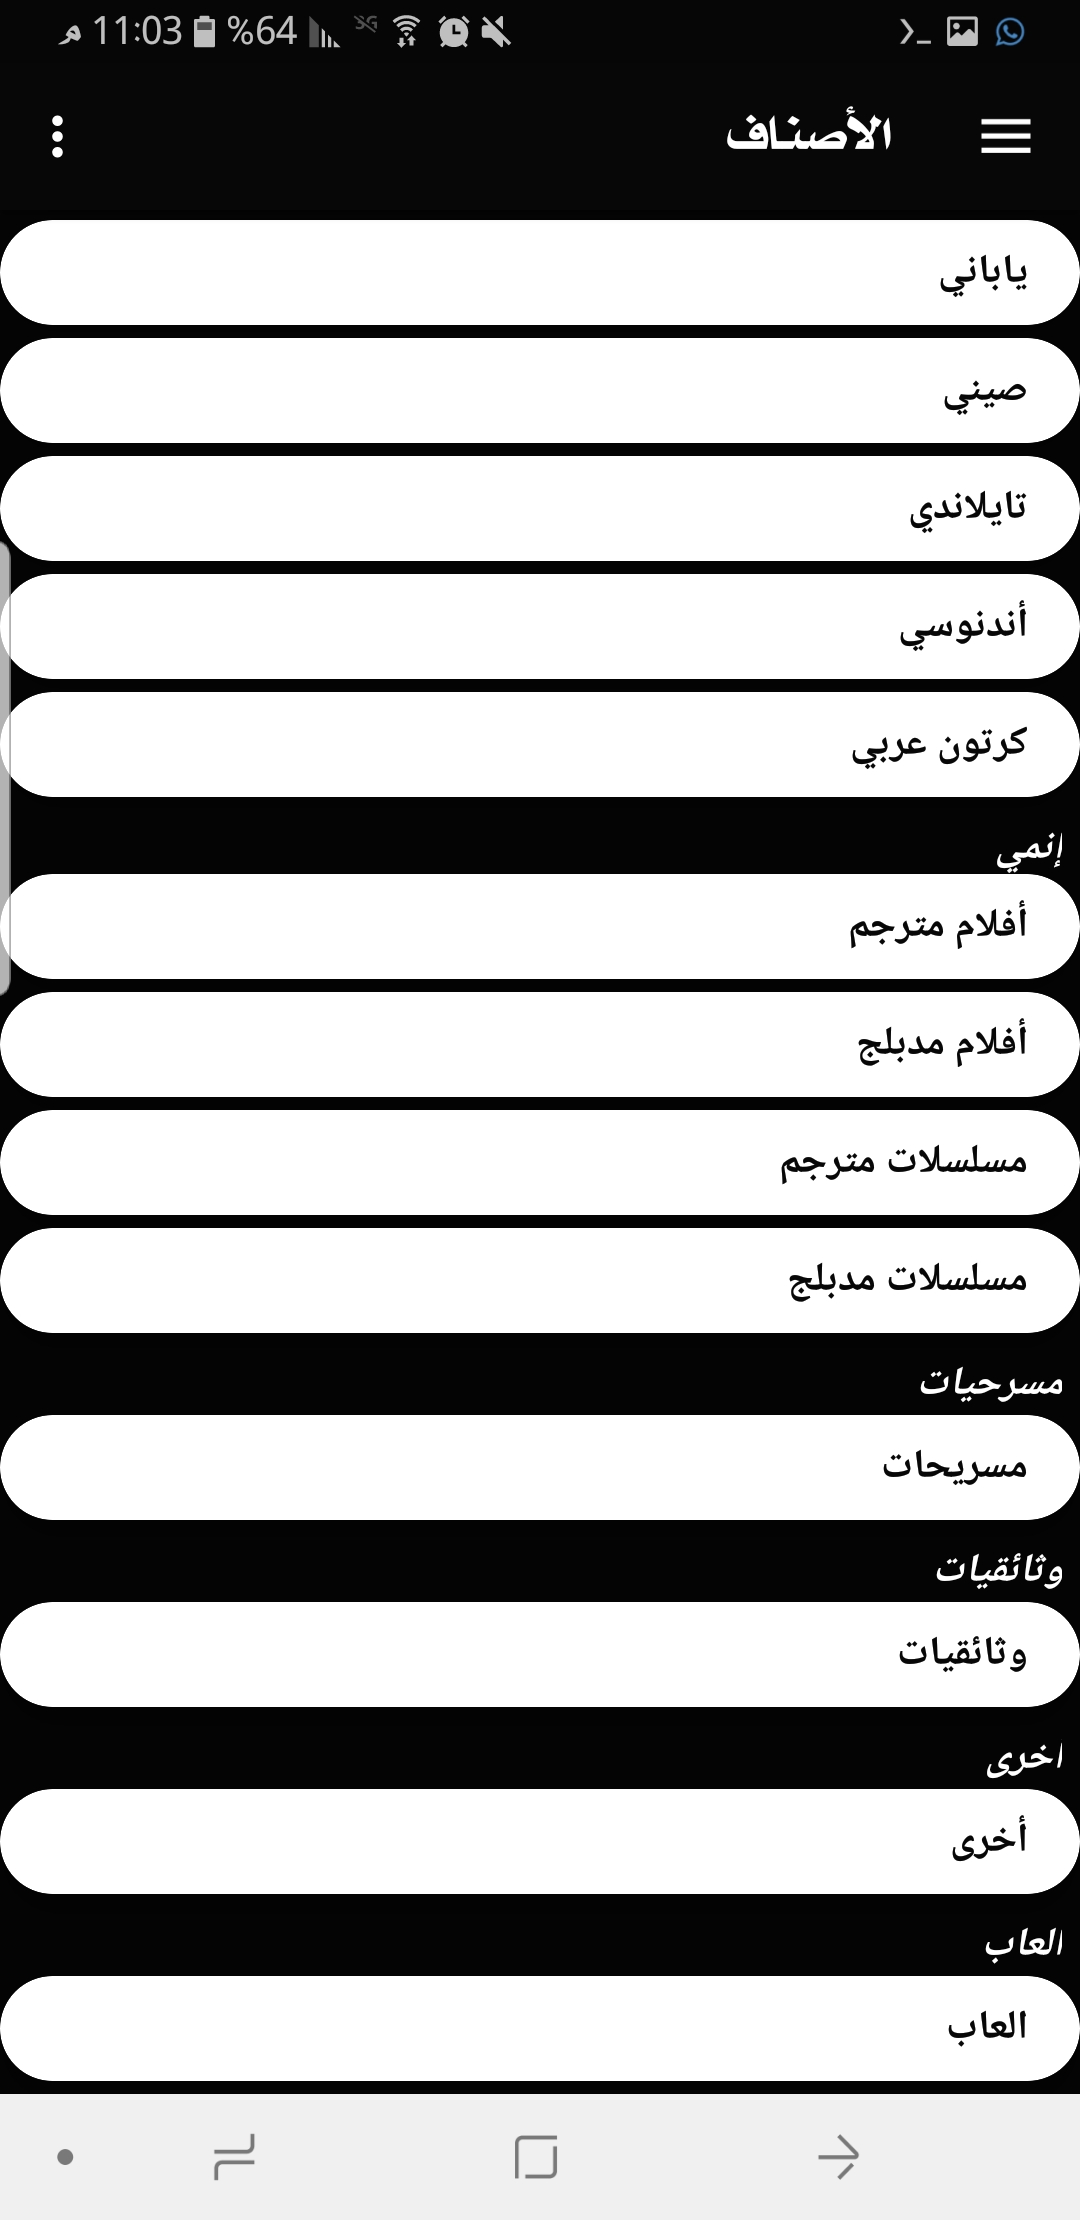 11:03 %64 3G
الأصناف
ياباني
صيني
تايلاندي
أندنوسي
كرتون عربي
إنمي
أفلام مترجم
أفلام مدبلج
مسلسلات مترجم
مسلسلات مدبلج
مسرحيات
مسريحات
وثائقيات
وثائقيات
اخرى
أخرى
العاب
العاب